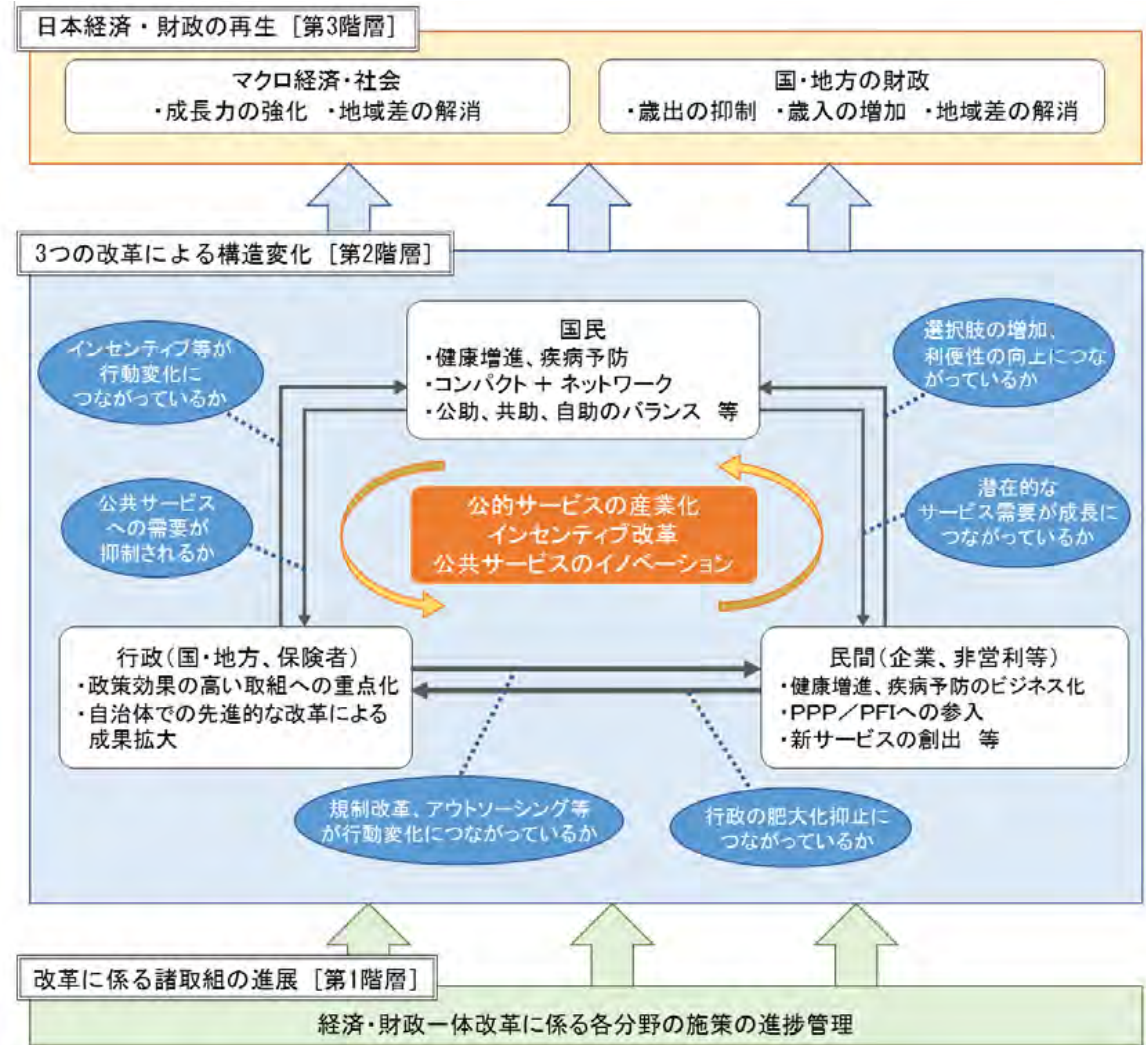 日本経済・財政の再生 [第3階層]
マクロ経済・社会
・成長力の強化 ・地域差の解消
国・地方の財政
・歳出の抑制 ・歳入の増加 ・地域差の解消
3つの改革による構造変化 [第2階層]
国民
・健康増進、疾病予防
・コンパクト + ネットワーク
・公助、共助、自助のバランス 等
インセンティブ等が
行動変化に
つながっているか
選択肢の増加、
利便性の向上につな
がっているか
公共サービス
への需要が
抑制されるか
公的サービスの産業化
インセンティブ改革
公共サービスのイノベーション
潜在的な
サービス需要が成長に
つながっているか
行政(国・地方、保険者)
・政策効果の高い取組への重点化
・自治体での先進的な改革による
成果拡大
民間(企業、非営利等)
・健康増進、疾病予防のビジネス化
・PPP/PFIへの参入
・新サービスの創出 等
規制改革、アウトソーシング等
が行動変化につながっているか
行政の肥大化抑止に
つながっているか
改革に係る諸取組の進展 [第1階層]
経済・財政一体改革に係る各分野の施策の進捗管理